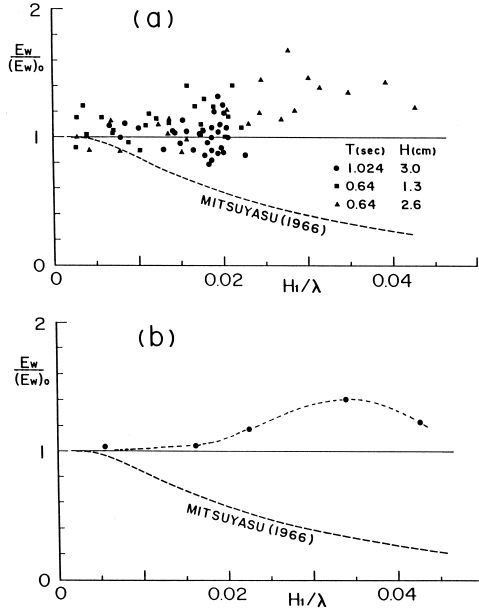 2
(a)
Ew
(Ew)o
T(sec) H(cm)
1.024 3.0
0.64 1.3
0.64 2.6
1
MITSUYASU(1966)
0
0 0.02 0.04
H1/λ
2
(b)
Ew
(Ew)o
1
MITSUYASU(1966)
0
0 0.02 0.04
H1/λ